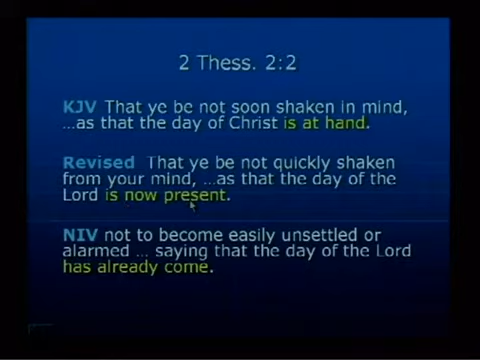 2 Thess. 2:2
KJV That ye be not soon shaken in mind,
...as that the day of Christ is at hand.
Revised That ye be not quickly shaken
from your mind, ...as that the day of the
Lord is now present.
NIV not to become easily unsettled or
alarmed ... saying that the day of the Lord
has already come.